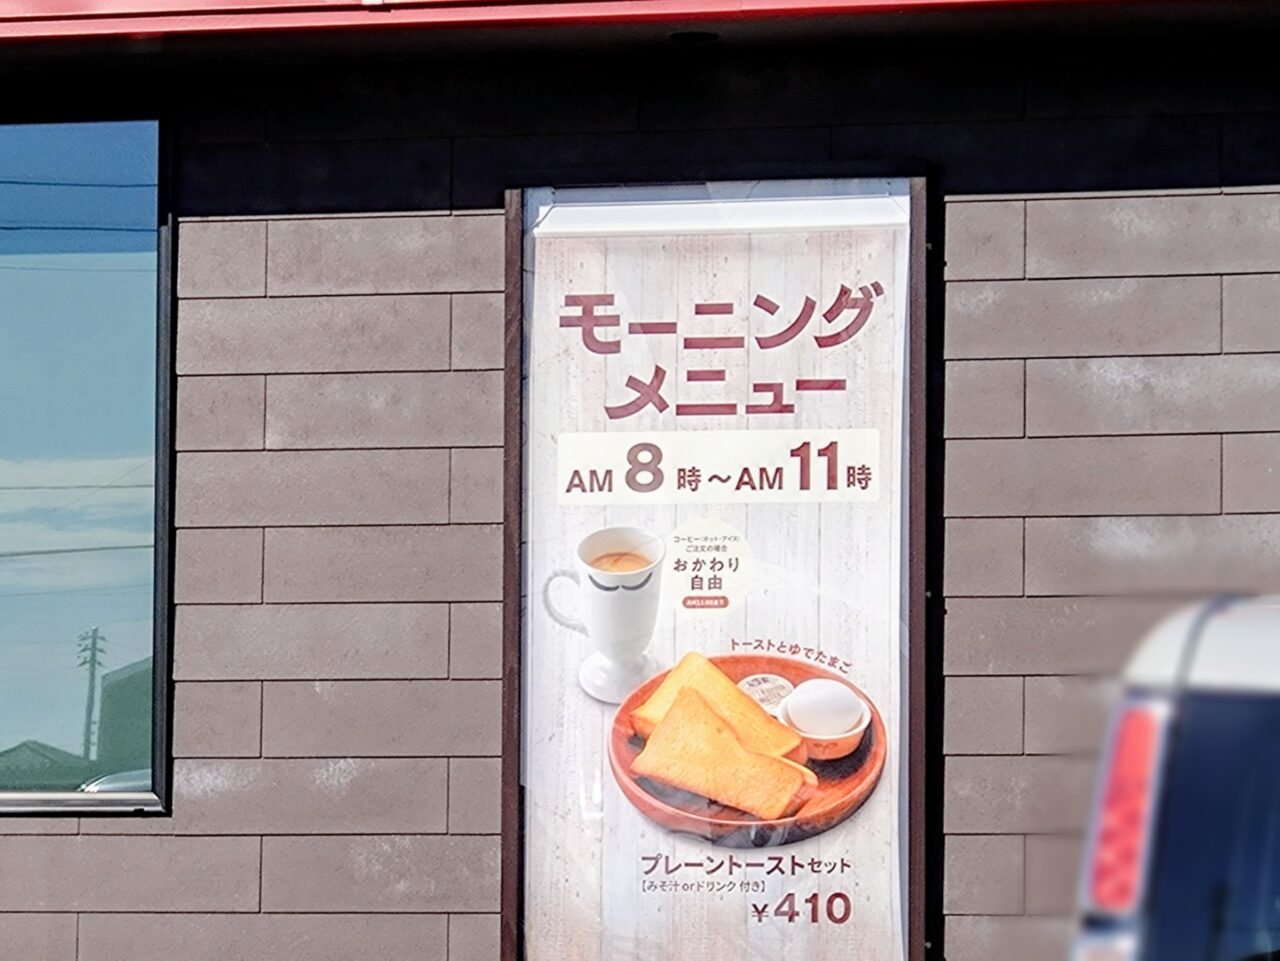 モーニング
メニュー
AM 8 時～AM 11 時
コーヒー(ホット・アイス)
ご注文の場合
おかわり
自由
トーストとゆでたまご
プレーントーストセット
【みそ汁 or ドリンク 付き】
¥410